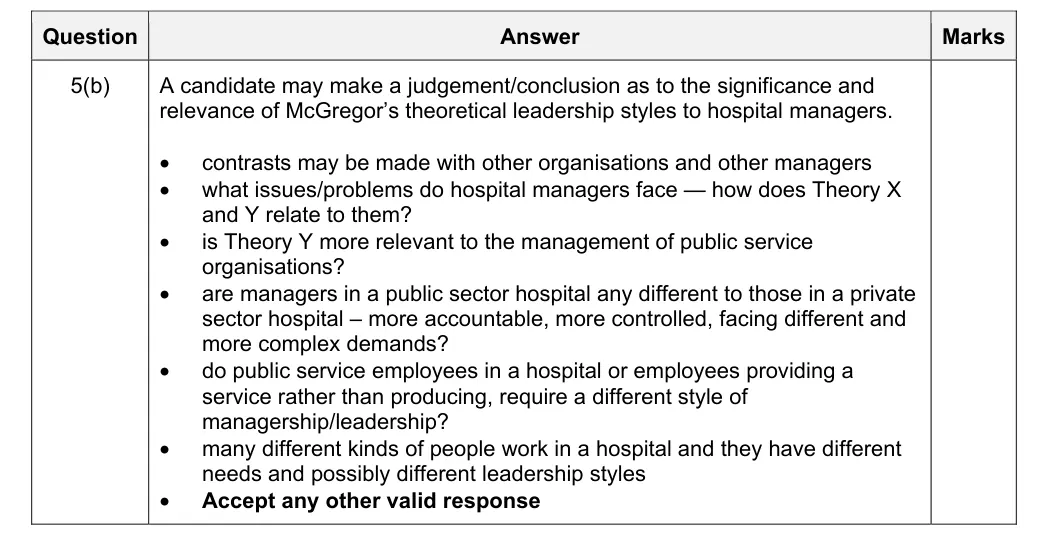 Question Answer Marks
5(b) A candidate may make a judgement/conclusion as to the significance and
relevance of McGregor's theoretical leadership styles to hospital managers.
• contrasts may be made with other organisations and other managers
• what issues/problems do hospital managers face — how does Theory X
and Y relate to them?
• is Theory Y more relevant to the management of public service
organisations?
• are managers in a public sector hospital any different to those in a private
sector hospital – more accountable, more controlled, facing different and
more complex demands?
• do public service employees in a hospital or employees providing a
service rather than producing, require a different style of
managership/leadership?
• many different kinds of people work in a hospital and they have different
needs and possibly different leadership styles
• Accept any other valid response